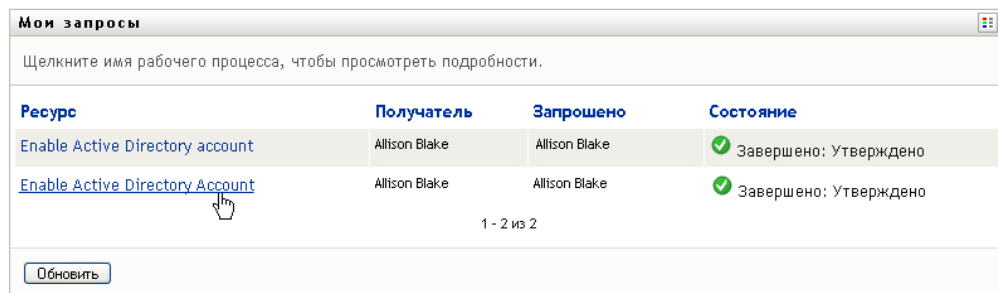 Мои запросы
Щелкните имя рабочего процесса, чтобы просмотреть подробности.
Ресурс Получатель Запрошено Состояние
Enable Active Directory account Allison Blake Allison Blake Завершено: Утверждено
Enable Active Directory Account Allison Blake Allison Blake Завершено: Утверждено
1 - 2 из 2
Обновить